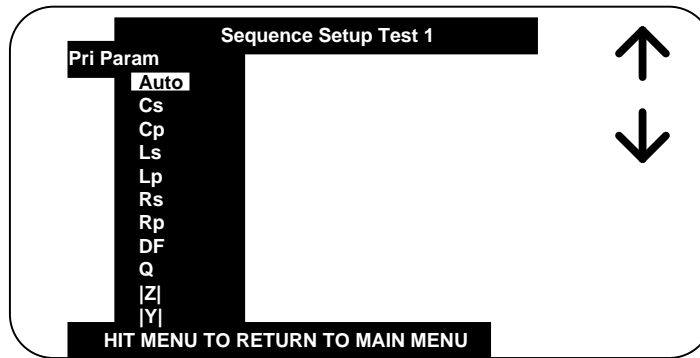 Sequence Setup Test 1
Pri Param
Auto
Cs
Cp
Ls
Lp
Rs
Rp
DF
Q
|Z|
|Y|
HIT MENU TO RETURN TO MAIN MENU